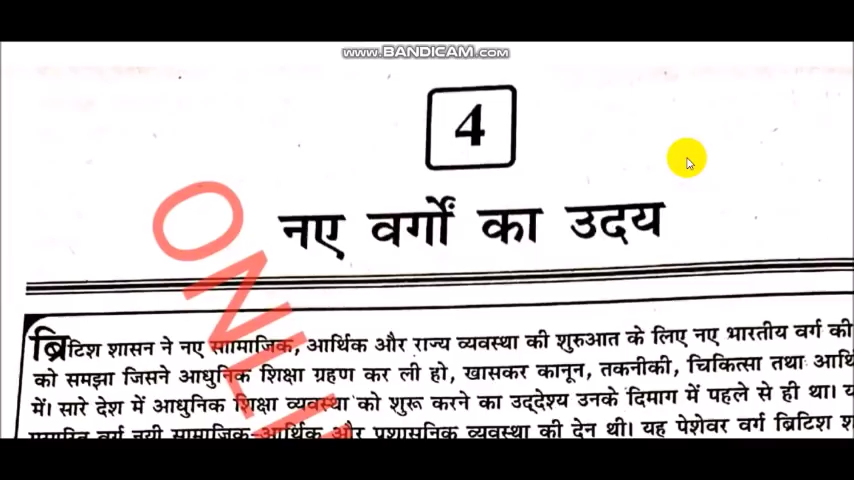 www.BANDICAM.com
4
नए वर्गों का उदय
ब्रिटिश शासन ने नए सामाजिक, आर्थिक और राज्य व्यवस्था की शुरुआत के लिए नए भारतीय वर्ग की
को समझा जिसने आधुनिक शिक्षा ग्रहण कर ली हो, खासकर कानून, तकनीकी, चिकित्सा तथा
में। सारे देश में आधुनिक शिक्षा व्यवस्था को शुरू करने का उद्देश्य उनके दिमाग में पहले से ही था।
वर्ग नयी सामाजिक-आर्थिक और प्रशासनिक व्यवस्था की देन थी। यह पेशेवर वर्ग ब्रिटिश